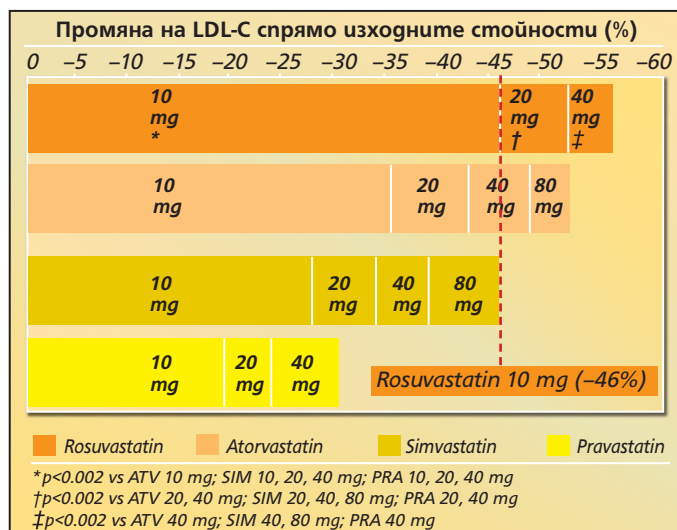 Промяна на LDL-C спрямо изходните стойности (%)
0 –5 –10 –15 –20 –25 –30 –35 –40 –45 –50 –55 –60
10 mg * 20 mg † 40 mg ‡
10 mg 20 mg 40 mg 80 mg
10 mg 20 mg 40 mg 80 mg
10 mg 20 mg 40 mg
Rosuvastatin 10 mg (–46%)
Rosuvastatin Atorvastatin Simvastatin Pravastatin
*p<0.002 vs ATV 10 mg; SIM 10, 20, 40 mg; PRA 10, 20, 40 mg
†p<0.002 vs ATV 20, 40 mg; SIM 20, 40, 80 mg; PRA 20, 40 mg
‡p<0.002 vs ATV 40 mg; SIM 40, 80 mg; PRA 40 mg